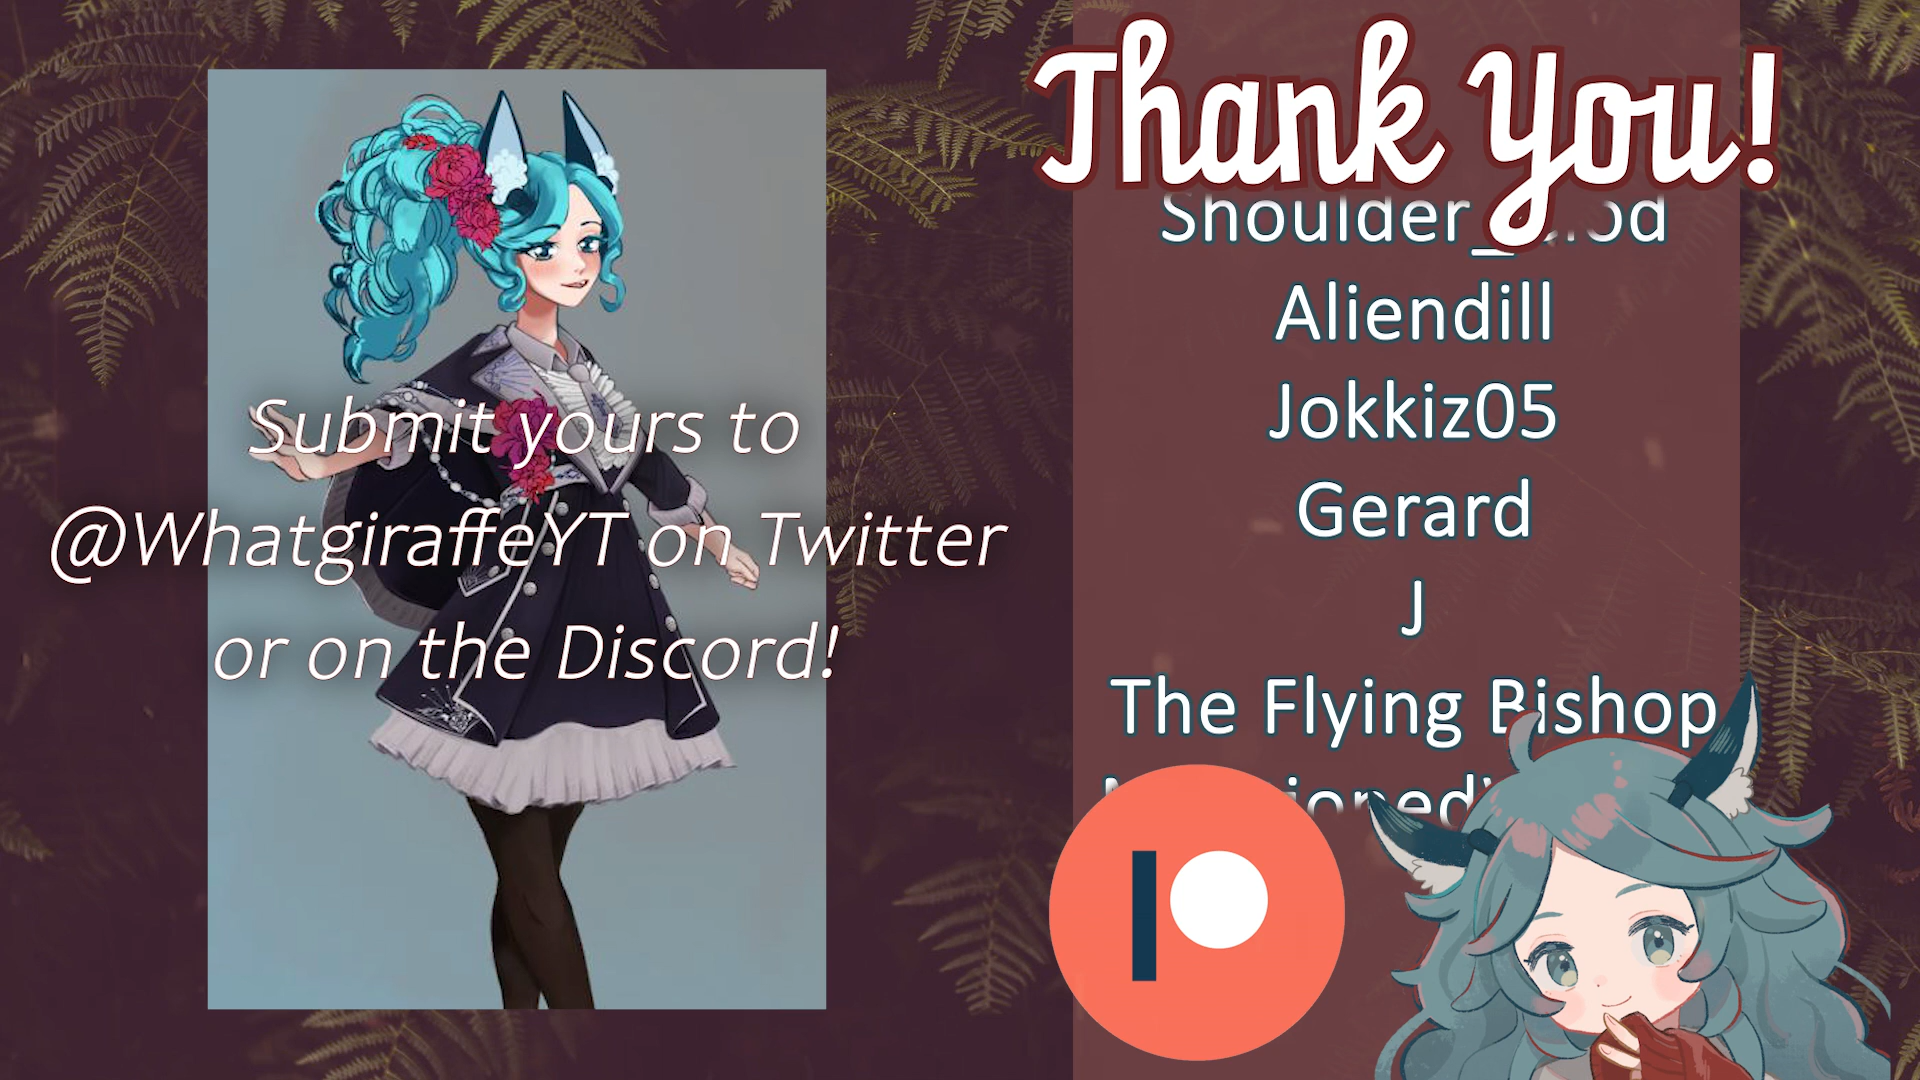 Thank You!
Submit yours to
@WhatgiraffeYT on Twitter
or on the Discord!
Aliendill
Jokkiz05
Gerard
J
The Flying Bishop